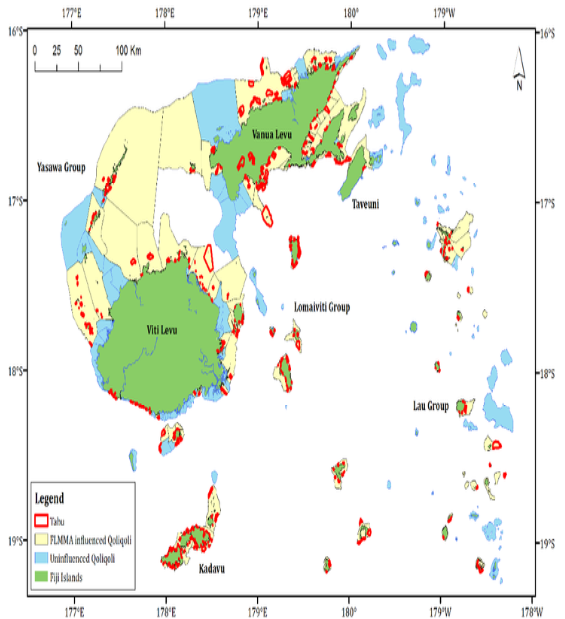 177°E 178°E 179°E 180° 179°W
16°S 16°S
0 25 50 100 Km
N
Vanua Levu
Yasawa Group
17°S 17°S
Taveuni
Lomaiviti Group
Viti Levu
18°S 18°S
Lau Group
Legend
Tabu
FLMMA influenced Qoliqoli
Uninfluenced Qoliqoli
Fiji Islands
19°S 19°S
Kadavu
177°E 178°E 179°E 180° 179°W 178°W